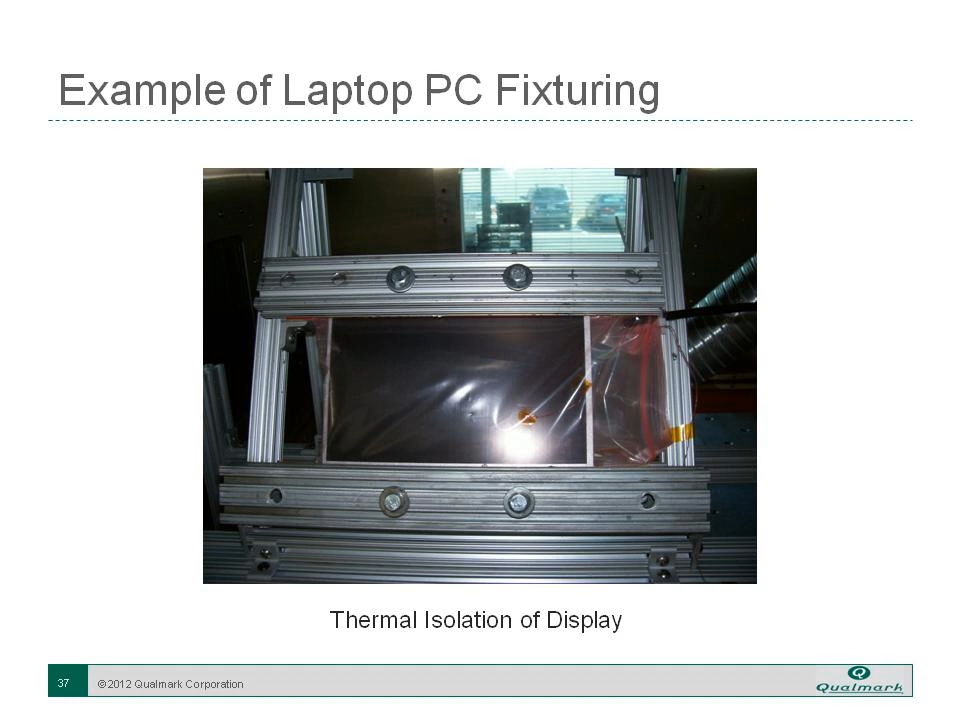 Example of Laptop PC Fixturing
Thermal Isolation of Display
37
©2012 Qualmark Corporation
Qualmark